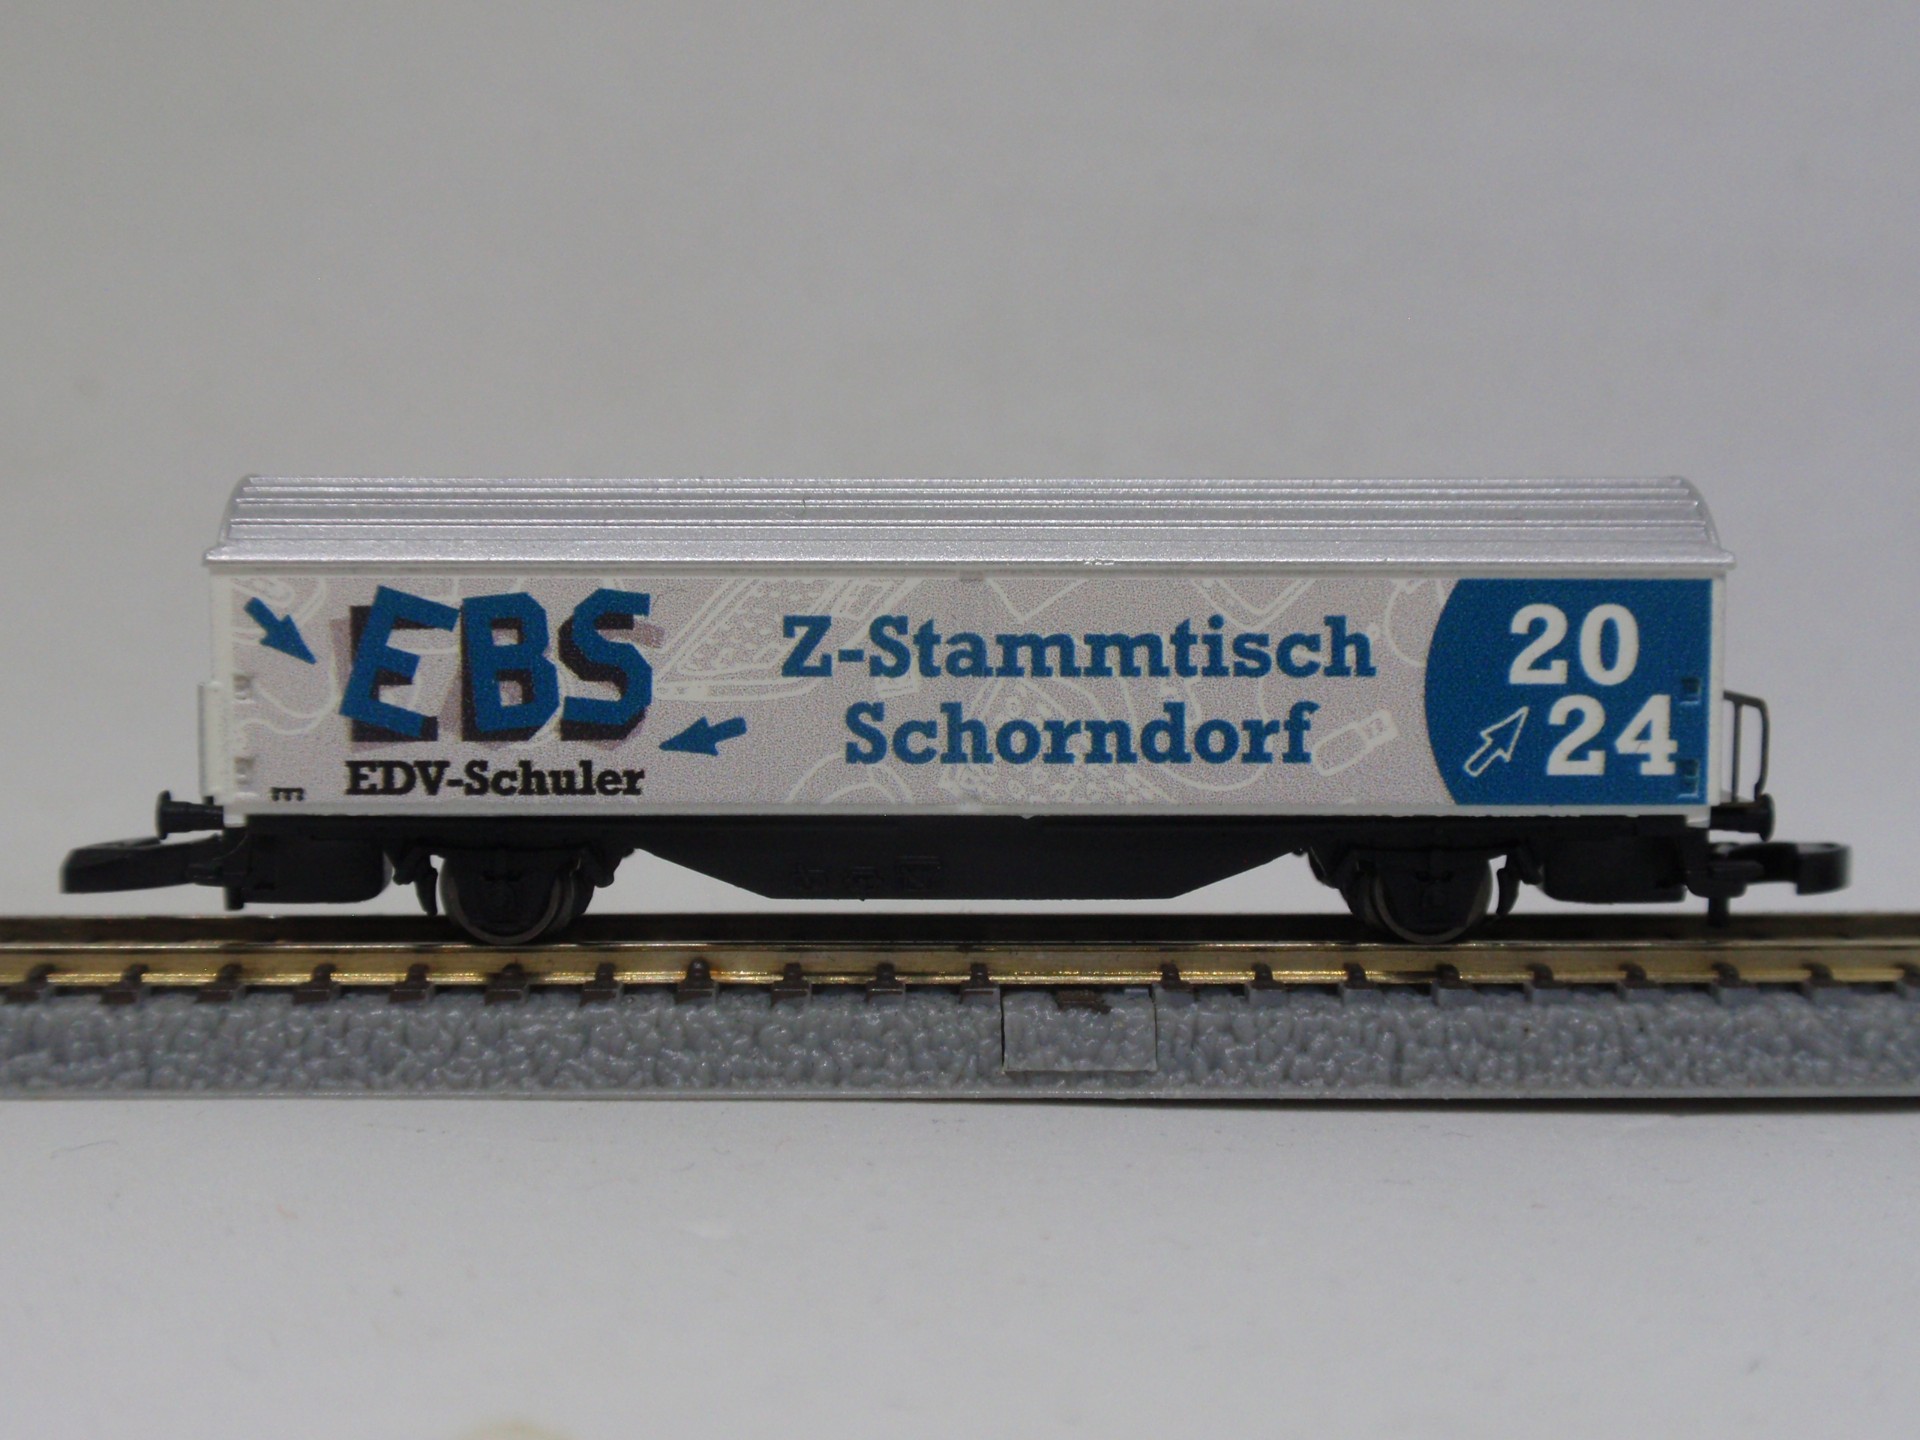 EBS
EDV-Schuler
Z-Stammtisch
Schorndorf
20
24